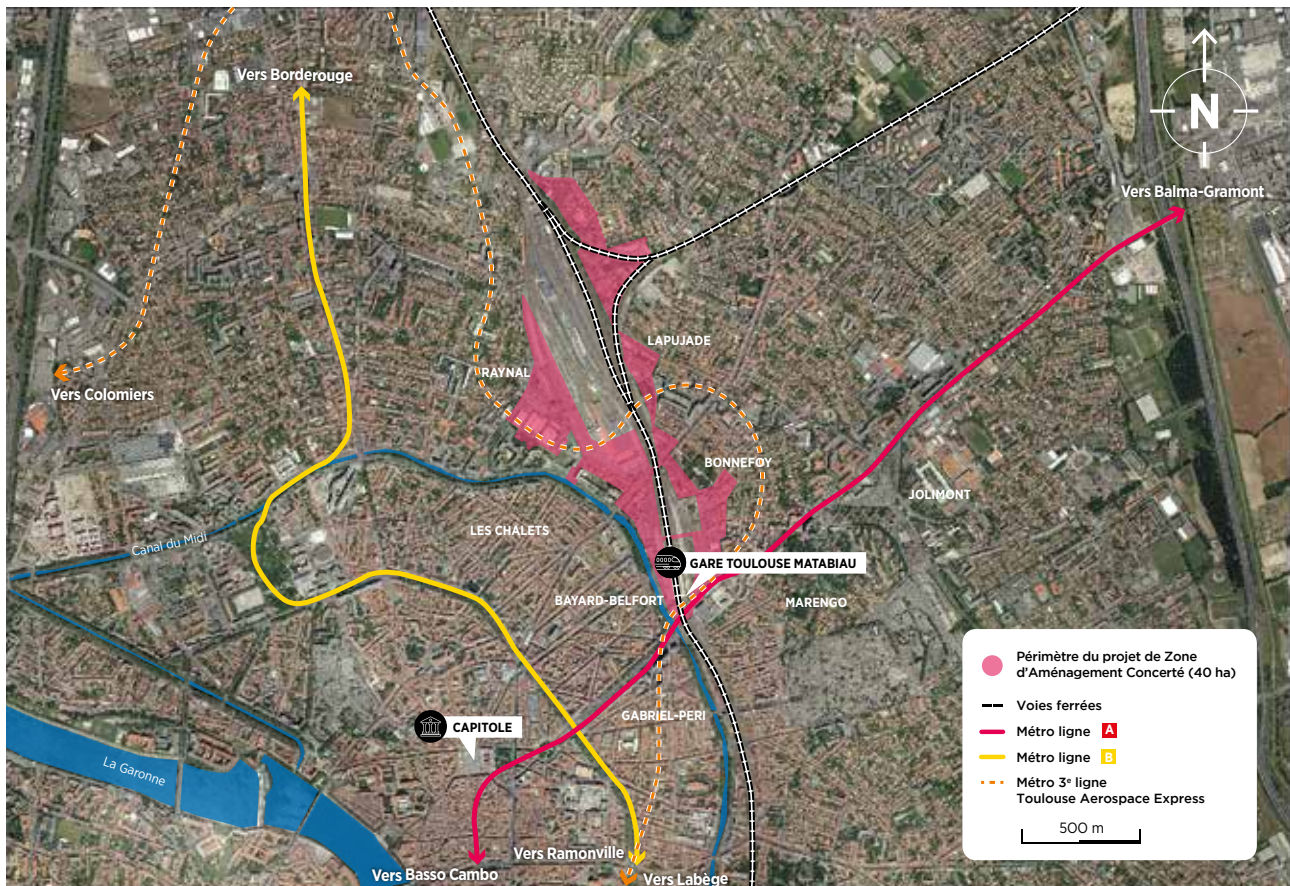 Vers Borderouge
N
Vers Balma-Gramont
LAPUJADE
RAYNAL
Vers Colomiers
BONNEFOY
JOLIMONT
LES CHALETS
Canal du Midi
GARE TOULOUSE MATABIAU
BAYARD-BELFORT
MARENGO
GABRIEL-PERI
CAPITOLE
La Garonne
Vers Ramonville
Vers Basso Cambo
Vers Labège
Périmètre du projet de Zone
d'Aménagement Concerté (40 ha)
Voies ferrées
Métro ligne A
Métro ligne B
Métro 3e ligne
Toulouse Aerospace Express
500 m